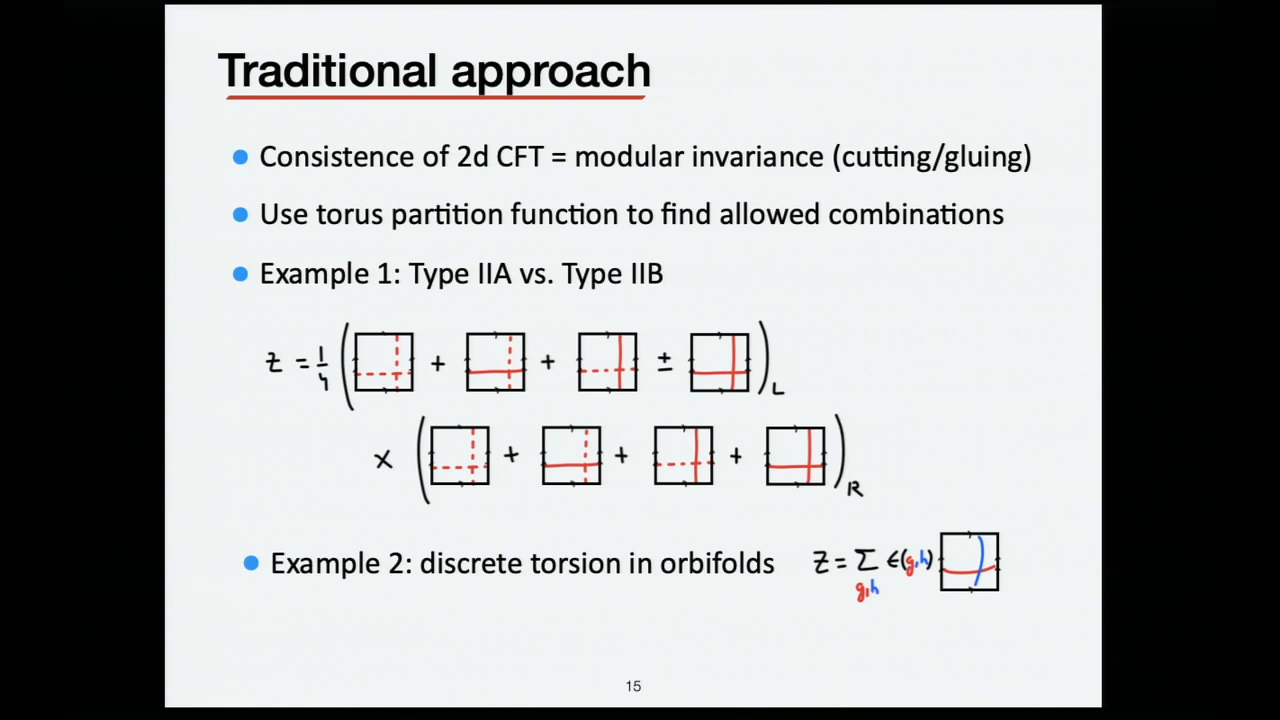 Traditional approach
Consistence of 2d CFT = modular invariance (cutting/gluing)
Use torus partition function to find allowed combinations
Example 1: Type IIA vs. Type IIB
Z = 1/4 ( + + ± )L
× ( + + + )R
Example 2: discrete torsion in orbifolds Z = Σ ε(g,h)
g,h
15